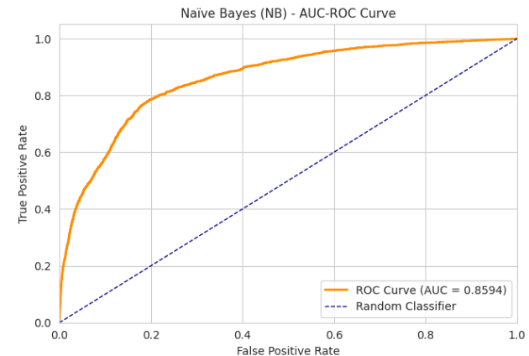 Naïve Bayes (NB) - AUC-ROC Curve
1.0
0.8
0.6
0.4
0.2
0.0
True Positive Rate
ROC Curve (AUC = 0.8594)
Random Classifier
0.0 0.2 0.4 0.6 0.8 1.0
False Positive Rate